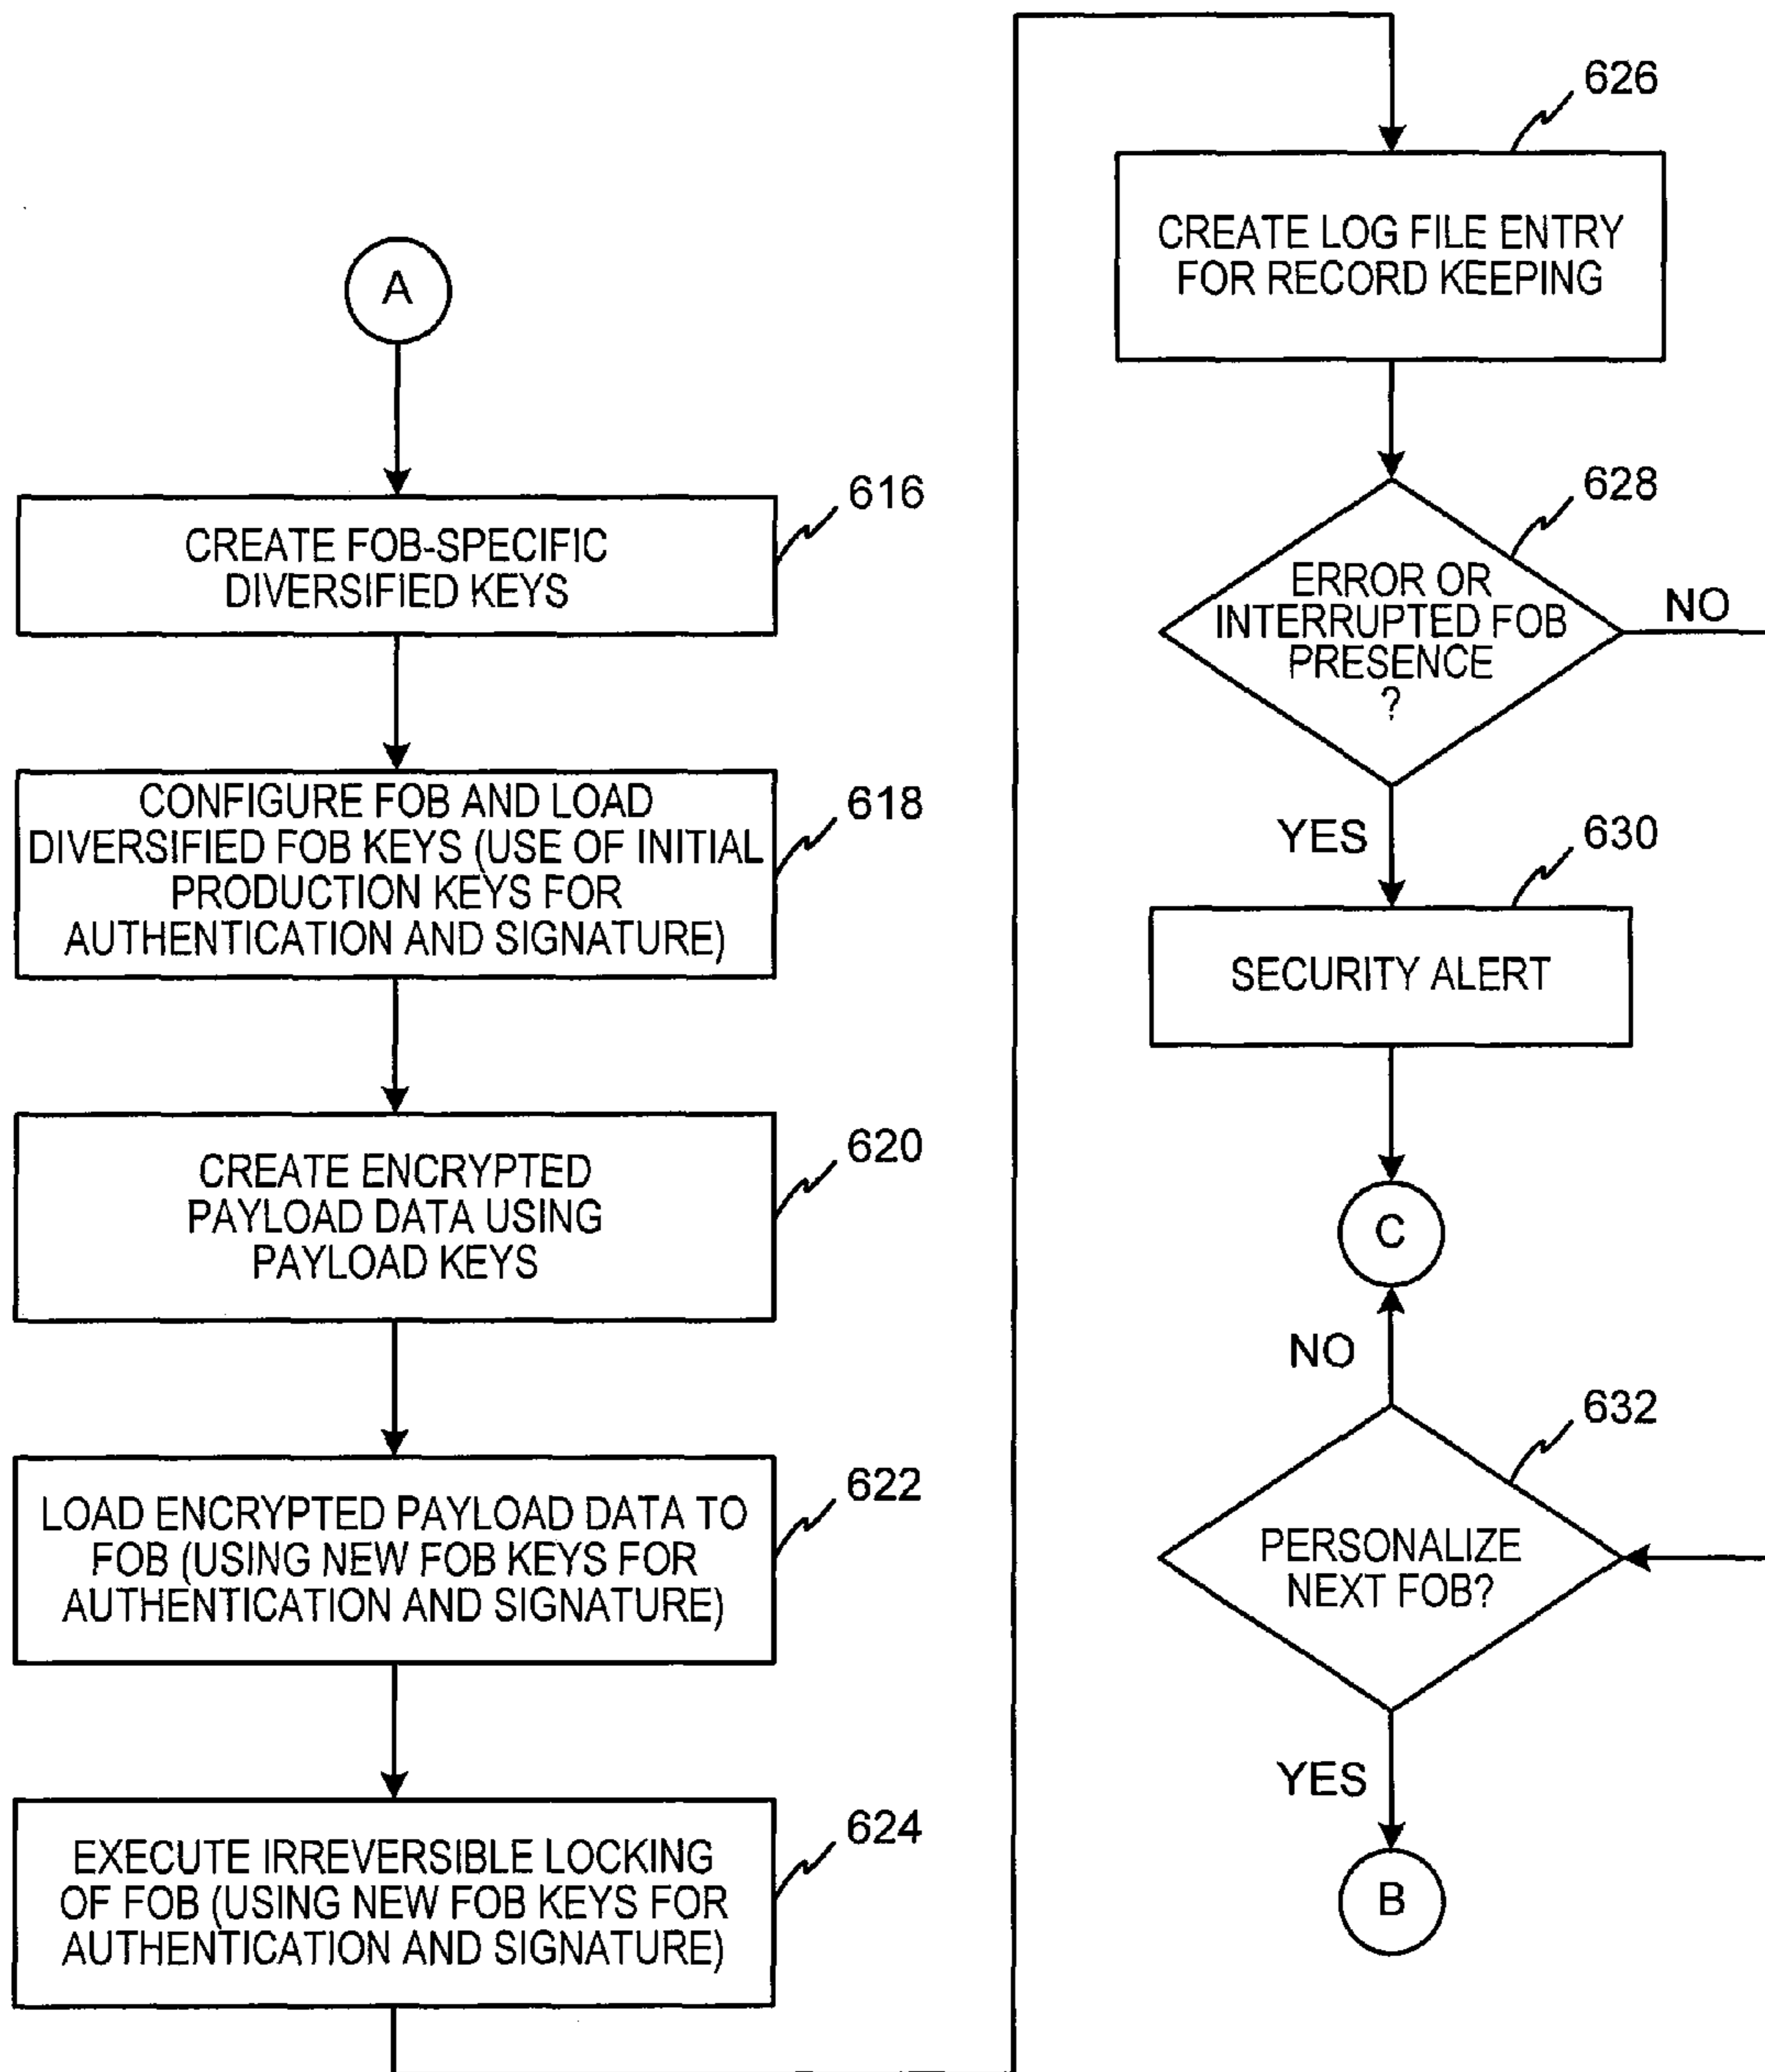 A
616
CREATE FOB-SPECIFIC
DIVERSIFIED KEYS
618
CONFIGURE FOB AND LOAD
DIVERSIFIED FOB KEYS (USE OF INITIAL
PRODUCTION KEYS FOR
AUTHENTICATION AND SIGNATURE)
620
CREATE ENCRYPTED
PAYLOAD DATA USING
PAYLOAD KEYS
622
LOAD ENCRYPTED PAYLOAD DATA TO
FOB (USING NEW FOB KEYS FOR
AUTHENTICATION AND SIGNATURE)
624
EXECUTE IRREVERSIBLE LOCKING
OF FOB (USING NEW FOB KEYS FOR
AUTHENTICATION AND SIGNATURE)
626
CREATE LOG FILE ENTRY
FOR RECORD KEEPING
628
ERROR OR
INTERRUPTED FOB
PRESENCE
?
NO
YES
630
SECURITY ALERT
C
NO
632
PERSONALIZE
NEXT FOB?
YES
B